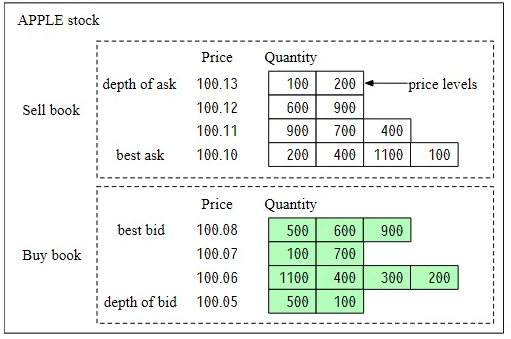 APPLE stock
Price Quantity
depth of ask 100.13 100 200 price levels
Sell book
100.12 600 900
100.11 900 700 400
best ask 100.10 200 400 1100 100
Price Quantity
best bid 100.08 500 600 900
Buy book
100.07 100 700
100.06 1100 400 300 200
depth of bid 100.05 500 100